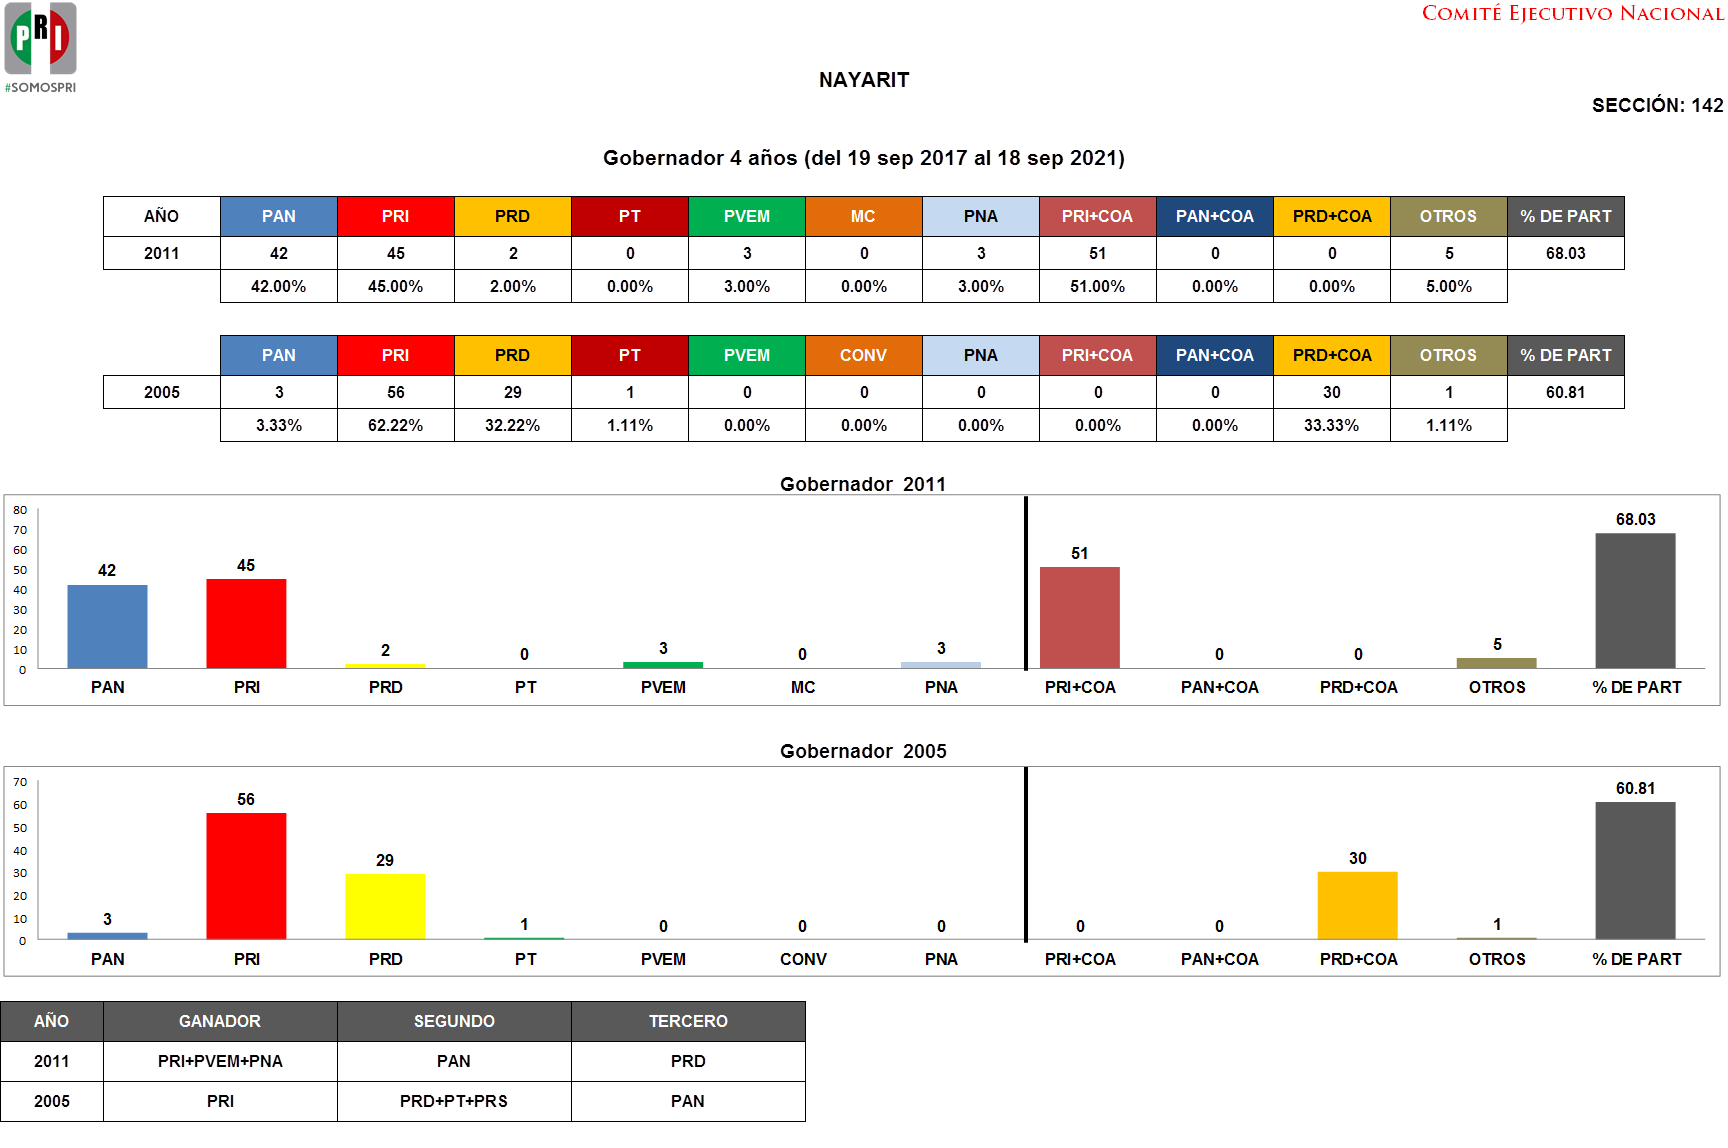 PRI
#SOMOSPRI
COMITÉ EJECUTIVO NACIONAL
NAYARIT
SECCIÓN: 142
Gobernador 4 años (del 19 sep 2017 al 18 sep 2021)
AÑO PAN PRI PRD PT PVEM MC PNA PRI+COA PAN+COA PRD+COA OTROS % DE PART
2011 42 45 2 0 3 0 3 51 0 0 5 68.03
42.00% 45.00% 2.00% 0.00% 3.00% 0.00% 3.00% 51.00% 0.00% 0.00% 5.00%
PAN PRI PRD PT PVEM CONV PNA PRI+COA PAN+COA PRD+COA OTROS % DE PART
2005 3 56 29 1 0 0 0 0 0 30 1 60.81
3.33% 62.22% 32.22% 1.11% 0.00% 0.00% 0.00% 0.00% 0.00% 33.33% 1.11%
Gobernador 2011
80
70
60
50
40
30
20
10
0
42 45 2 0 3 0 3 51 0 0 5 68.03
PAN PRI PRD PT PVEM MC PNA PRI+COA PAN+COA PRD+COA OTROS % DE PART
Gobernador 2005
70
60
50
40
30
20
10
0
3 56 29 1 0 0 0 0 0 30 1 60.81
PAN PRI PRD PT PVEM CONV PNA PRI+COA PAN+COA PRD+COA OTROS % DE PART
AÑO GANADOR SEGUNDO TERCERO
2011 PRI+PVEM+PNA PAN PRD
2005 PRI PRD+PT+PRS PAN